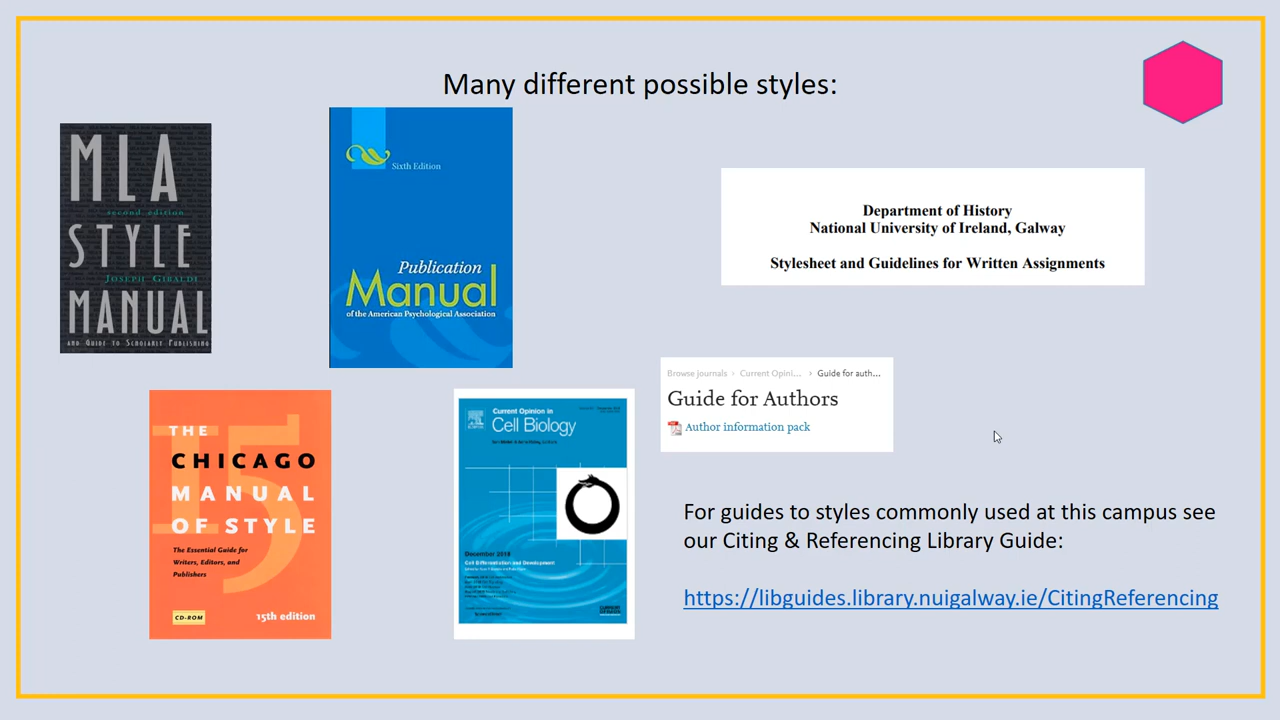 Many different possible styles:
MLA
second edition
STYLE
JOSEPH GIBALDI
MANUAL
AND GUIDE TO SCHOLARLY PUBLISHING
Sixth Edition
Publication
Manual
of the American Psychological Association
Department of History
National University of Ireland, Galway
Stylesheet and Guidelines for Written Assignments
15
THE
CHICAGO
MANUAL
OF STYLE
The Essential Guide for
Writers, Editors, and
Publishers
CD-ROM
15th edition
Current Opinion in
Cell Biology
December 2018
Cell Differentiation and Development
Browse Journals > Current Opini... > Guide for auth...
Guide for Authors
Author information pack
For guides to styles commonly used at this campus see
our Citing & Referencing Library Guide:
https://libguides.library.nuigalway.ie/CitingReferencing